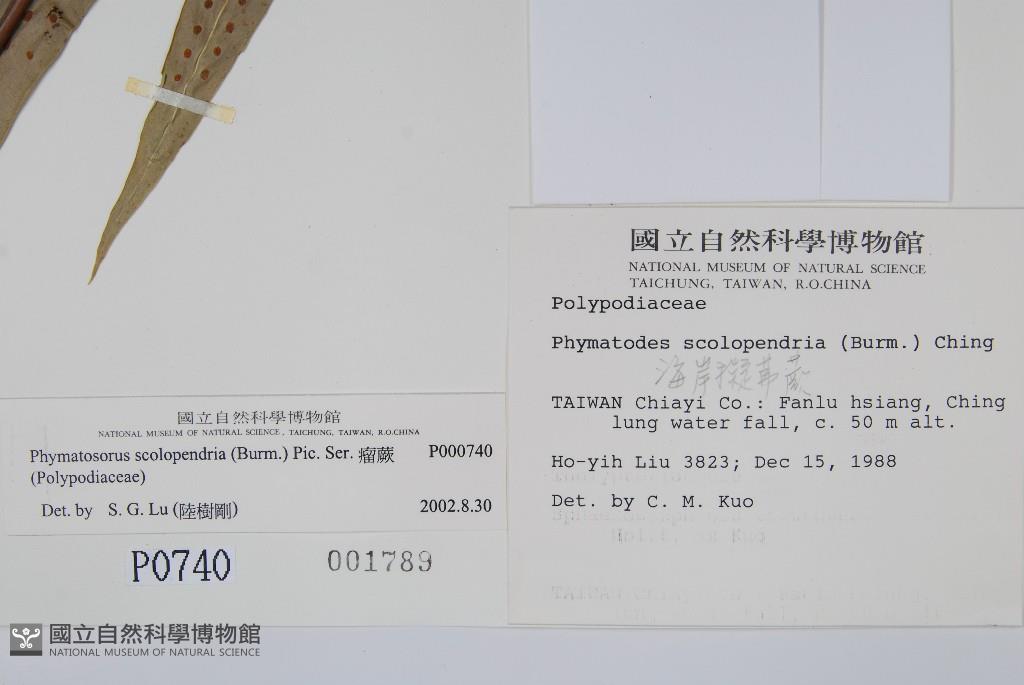 國立自然科學博物館
NATIONAL MUSEUM OF NATURAL SCIENCE
TAICHUNG, TAIWAN, R.O.CHINA
Polypodiaceae
Phymatodes scolopendria (Burm.) Ching
海岸擬茀蕨
TAIWAN Chiayi Co.: Fanlu hsiang, Ching
lung water fall, c. 50 m alt.
Ho-yih Liu 3823; Dec 15, 1988
Det. by C. M. Kuo
國立自然科學博物館
NATIONAL MUSEUM OF NATURAL SCIENCE, TAICHUNG, TAIWAN, R.O.CHINA
Phymatosorus scolopendria (Burm.) Pic. Ser. 瘤蕨 P000740
(Polypodiaceae)
Det. by S. G. Lu (陸樹剛) 2002.8.30
P0740 001789
國立自然科學博物館
NATIONAL MUSEUM OF NATURAL SCIENCE